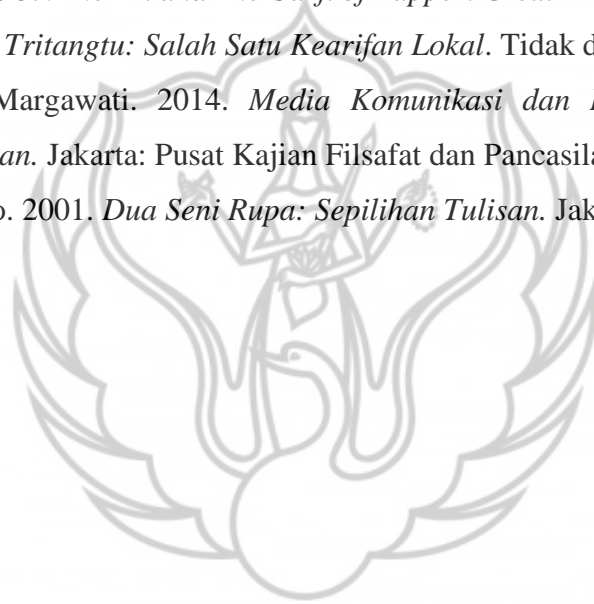 Tritangtu: Salah Satu Kearifan Lokal. Tidak d
Margawati. 2014. Media Komunikasi dan
an. Jakarta: Pusat Kajian Filsafat dan Pancasila
o. 2001. Dua Seni Rupa: Sepilihan Tulisan. Jak